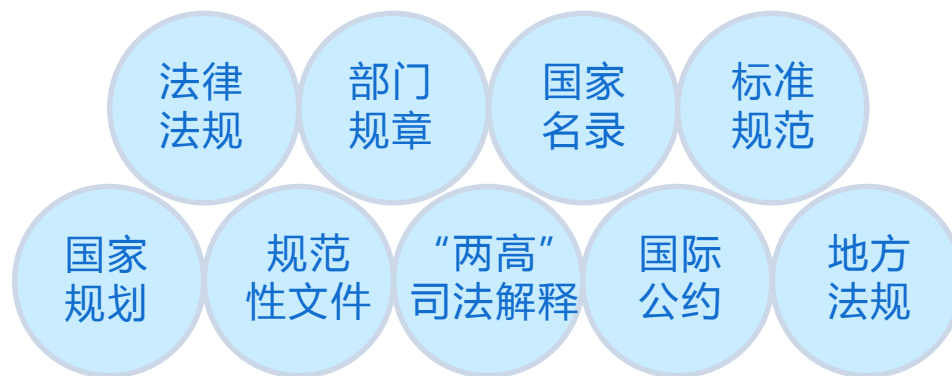 法律
法规
部门
规章
国家
名录
标准
规范
国家
规划
规范
性文件
“两高”
司法解释
国际
公约
地方
法规